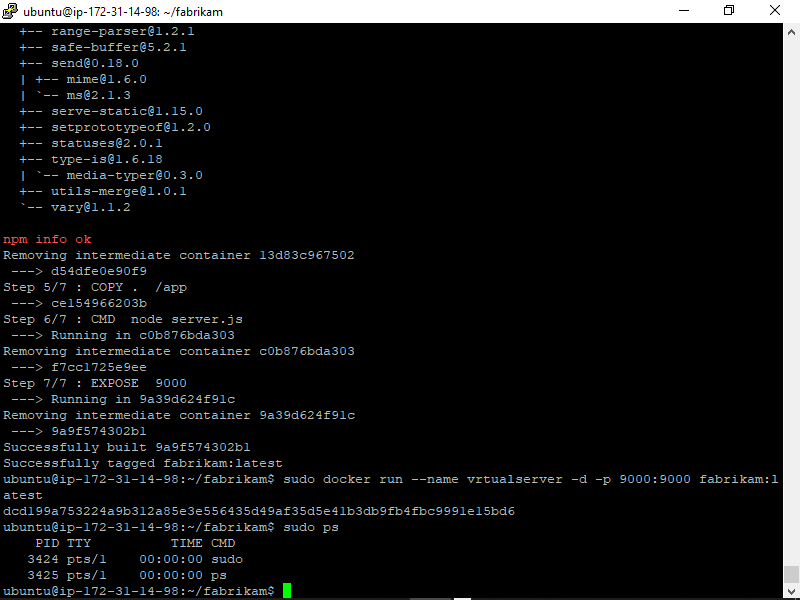 ubuntu@ip-172-31-14-98: ~/fabrikam
+-- range-parser@1.2.1
+-- safe-buffer@5.2.1
+-- send@0.18.0
| +-- mime@1.6.0
| `-- ms@2.1.3
+-- serve-static@1.15.0
+-- setprototypeof@1.2.0
+-- statuses@2.0.1
+-- type-is@1.6.18
| `-- media-typer@0.3.0
+-- utils-merge@1.0.1
`-- vary@1.1.2
npm info ok
Removing intermediate container 13d83c967502
---> d54dfe0e90f9
Step 5/7 : COPY .  /app
---> ce154966203b
Step 6/7 : CMD  node server.js
---> Running in c0b876bda303
Removing intermediate container c0b876bda303
---> f7cc1725e9ee
Step 7/7 : EXPOSE  9000
---> Running in 9a39d624f91c
Removing intermediate container 9a39d624f91c
---> 9a9f574302b1
Successfully built 9a9f574302b1
Successfully tagged fabrikam:latest
ubuntu@ip-172-31-14-98:~/fabrikam$ sudo docker run --name vrtualserver -d -p 9000:9000 fabrikam:l
atest
dcd199a753224a9b312a85e3e556435d49af35d5e41b3db9fb4fbc9991e15bd6
ubuntu@ip-172-31-14-98:~/fabrikam$ sudo ps
    PID TTY          TIME CMD
   3424 pts/1    00:00:00 sudo
   3425 pts/1    00:00:00 ps
ubuntu@ip-172-31-14-98:~/fabrikam$